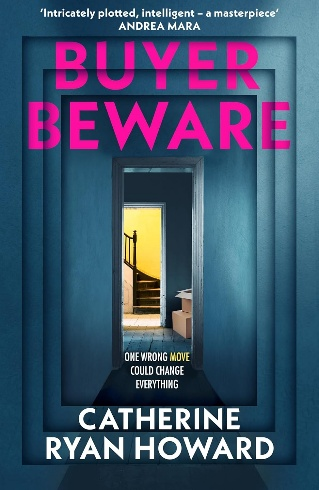 ‘Intricately plotted, intelligent – a masterpiece’
ANDREA MARA
BUYER
BEWARE
ONE WRONG MOVE
COULD CHANGE
EVERYTHING
CATHERINE
RYAN HOWARD